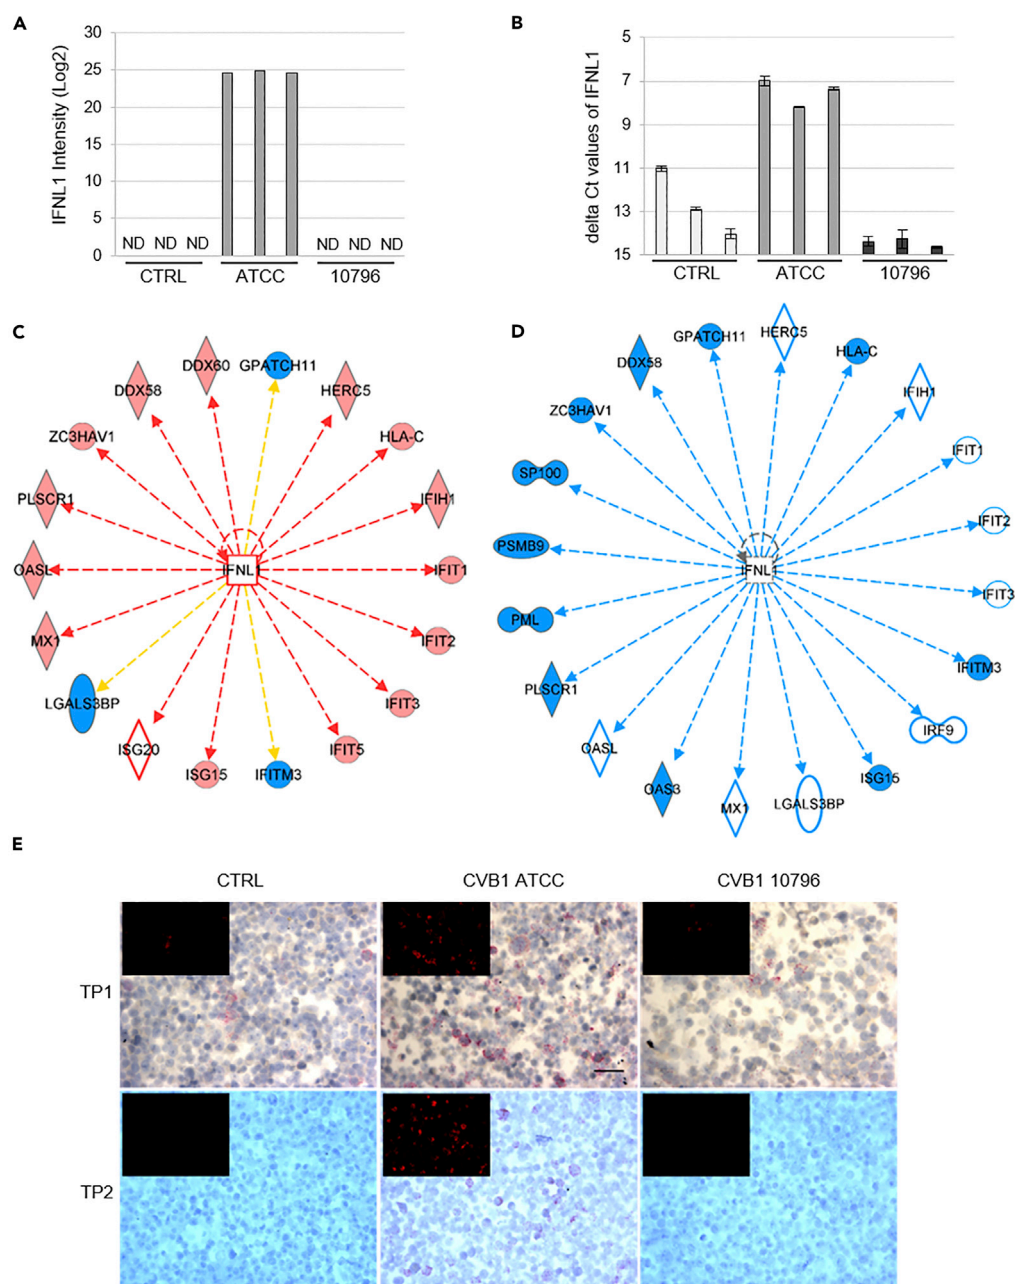 A
IFNL1 Intensity (Log2)
30
25
20
15
10
5
0
ND ND ND
ND ND ND
CTRL ATCC 10796
B
delta Ct values of IFNL1
5
7
9
11
13
15
CTRL ATCC 10796
C
DDX60
GPATCH11
DDX58
HERC5
ZC3HAV1
HLA-C
PLSCR1
IFIH1
OASL
IFNL1
IFIT1
MX1
IFIT2
LGALS3BP
IFIT3
ISG20
IFIT5
ISG15
IFITM3
D
HERC5
GPATCH11
HLA-C
DDX58
IFIH1
ZC3HAV1
IFIT1
SP100
IFIT2
PSMB9
IFNL1
IFIT3
PML
IFITM3
PLSCR1
IRF9
OASL
ISG15
OAS3
MX1
LGALS3BP
E
CTRL CVB1 ATCC CVB1 10796
TP1
TP2